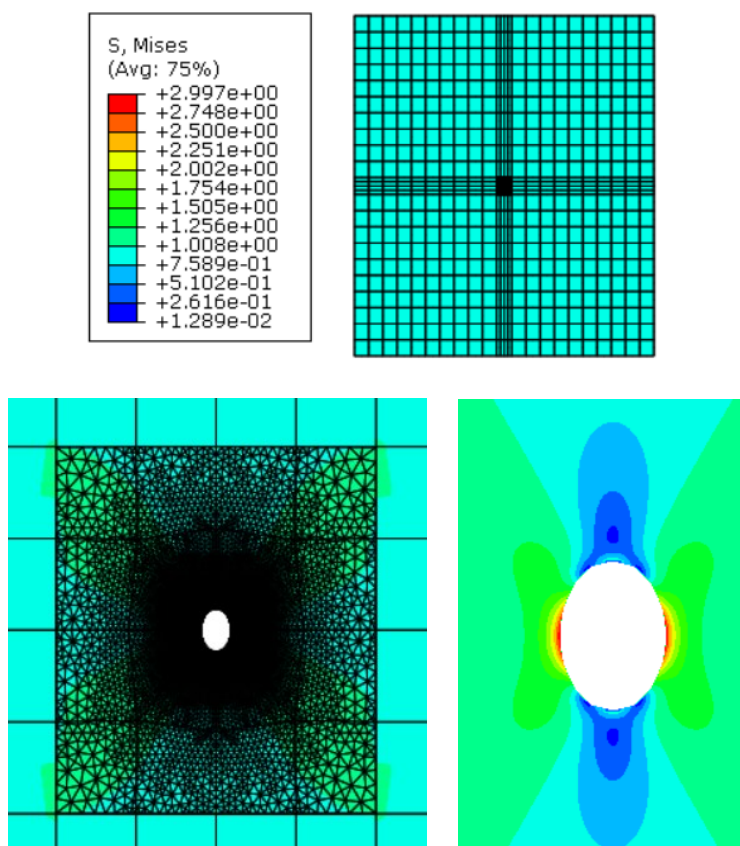 S, Mises
(Avg: 75%)
+2.997e+00
+2.748e+00
+2.500e+00
+2.251e+00
+2.002e+00
+1.754e+00
+1.505e+00
+1.256e+00
+1.008e+00
+7.589e-01
+5.102e-01
+2.616e-01
+1.289e-02